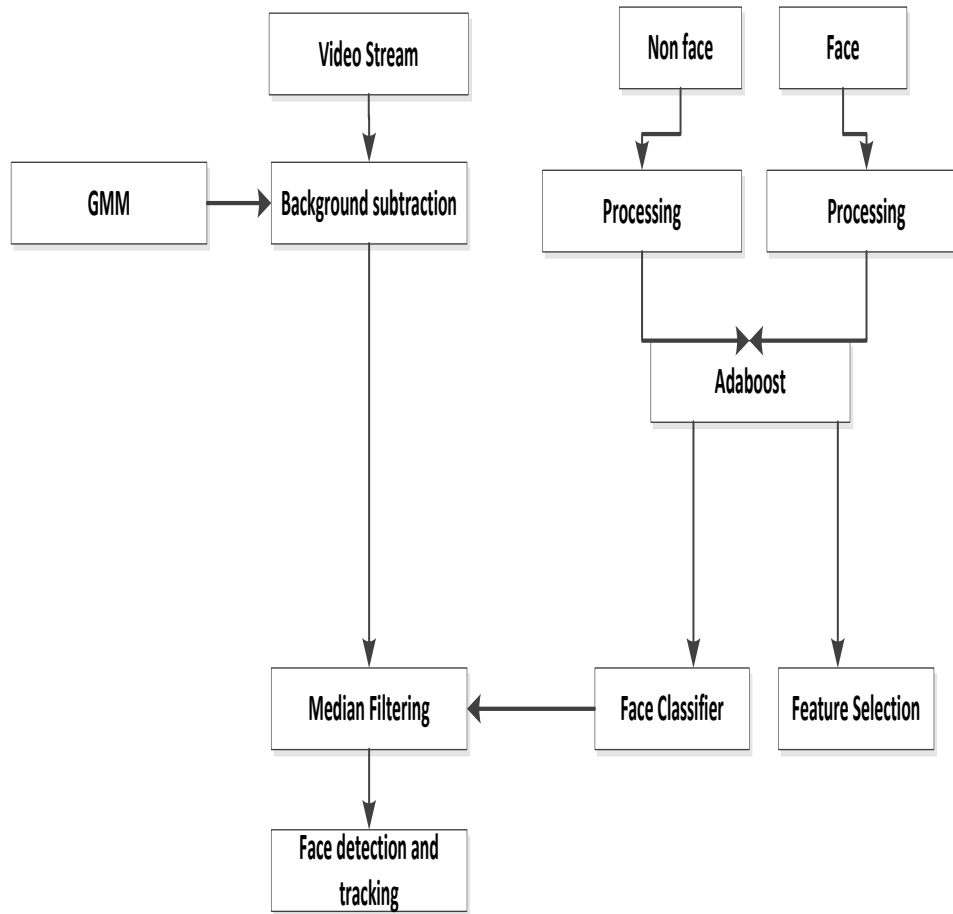 Video Stream
Non face
Face
GMM
Background subtraction
Processing
Processing
Adaboost
Median Filtering
Face Classifier
Feature Selection
Face detection and
tracking